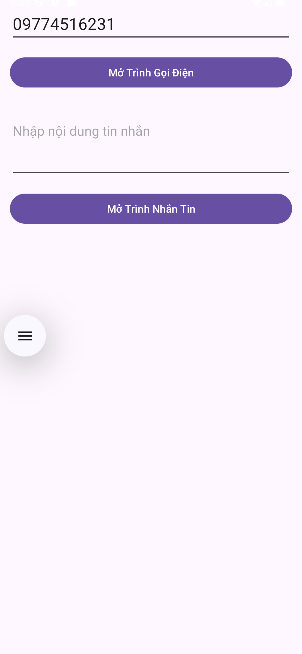 09774516231
Mở Trình Gọi Điện
Nhập nội dung tin nhắn
Mở Trình Nhắn Tin